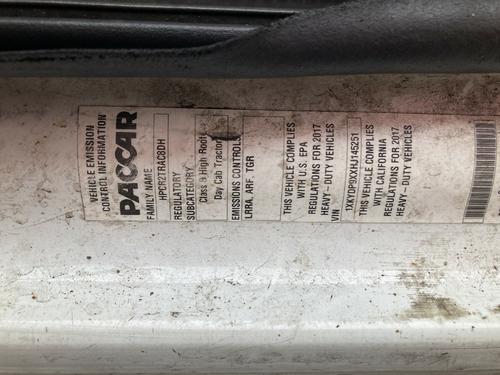 VEHICLE EMISSION
CONTROL INFORMATION
PACCAR
FAMILY NAME
HPCR2TRAC8DH
REGULATORY
SUBCATEGORY
Class 8 High Roof
Day Cab Tractor
EMISSIONS CONTROLS
LRRA, ARF, TGR
THIS VEHICLE COMPLIES
WITH U.S. EPA
REGULATIONS FOR 2017
HEAVY-DUTY VEHICLES
VIN
1XKYDP9XXHJ145251
THIS VEHICLE COMPLIES
WITH CALIFORNIA
REGULATIONS FOR 2017
HEAVY-DUTY VEHICLES